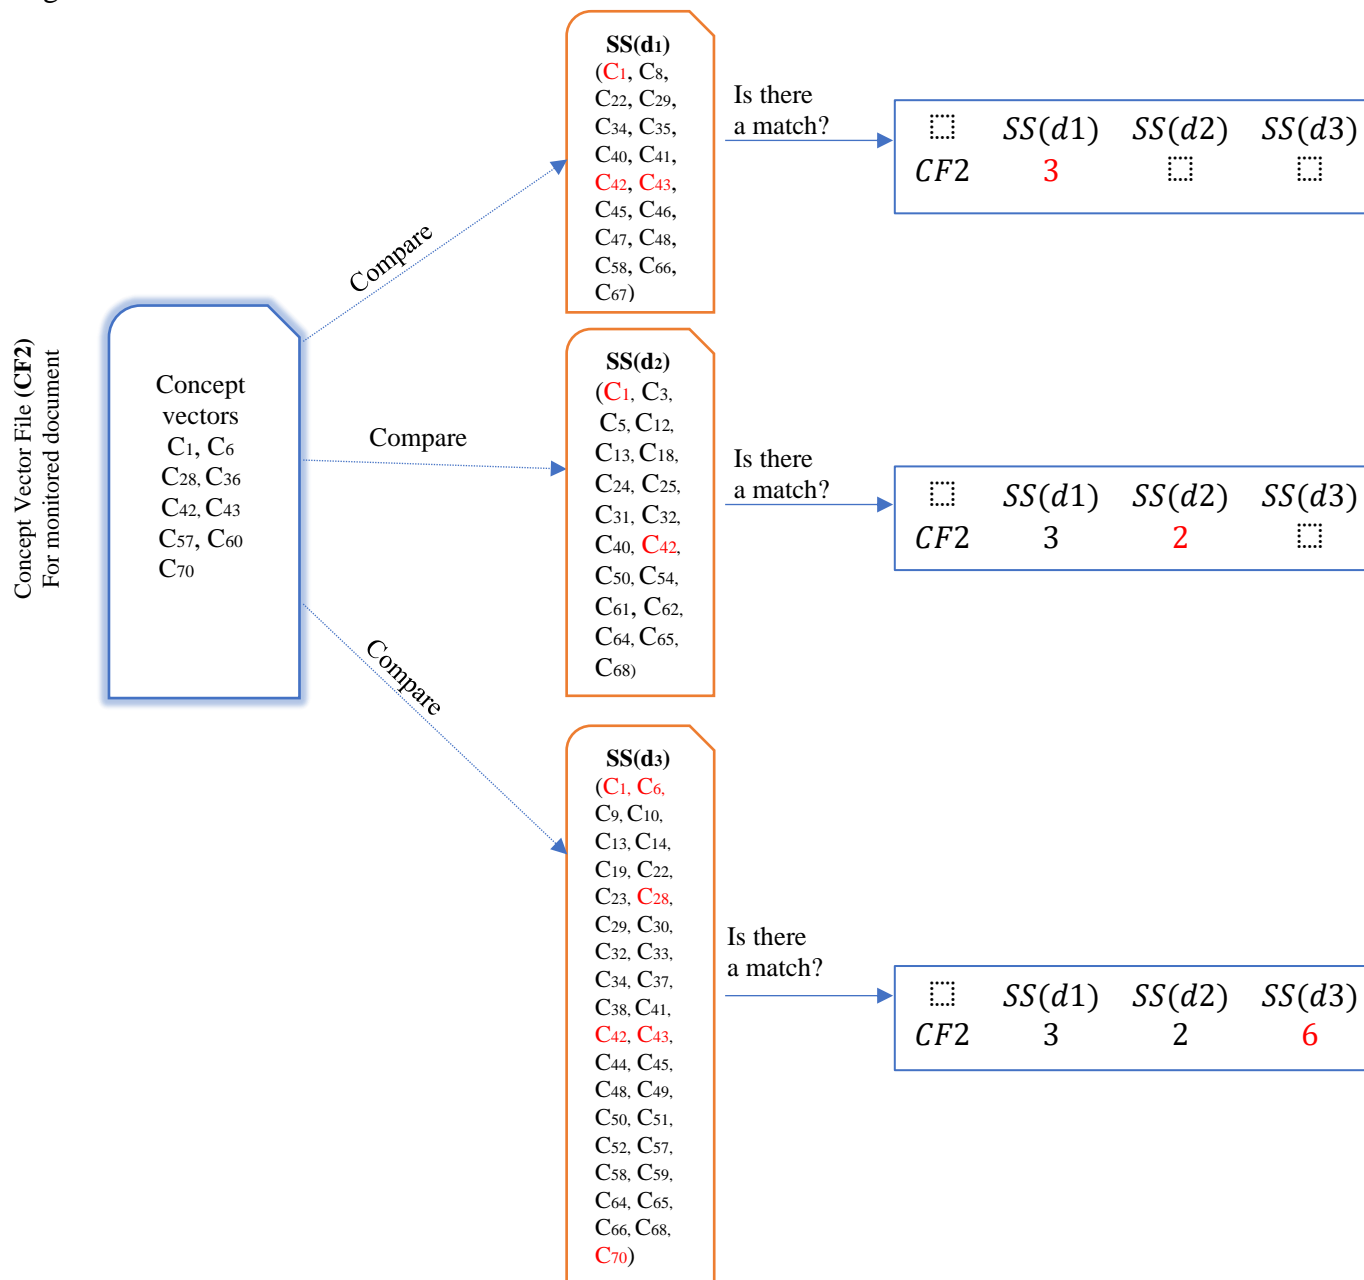 Concept Vector File (CF2)
For monitored document
Concept
vectors
C1, C6
C28, C36
C42, C43
C57, C60
C70
Compare
Compare
Compare
SS(d1)
(C1, C8,
C22, C29,
C34, C35,
C40, C41,
C42, C43,
C45, C46,
C47, C48,
C58, C66,
C67)
Is there
a match?
SS(d1) SS(d2) SS(d3)
CF2 3
SS(d2)
(C1, C3,
C5, C12,
C13, C18,
C24, C25,
C31, C32,
C40, C42,
C50, C54,
C61, C62,
C64, C65,
C68)
Is there
a match?
SS(d1) SS(d2) SS(d3)
CF2 3 2
SS(d3)
(C1, C6,
C9, C10,
C13, C14,
C19, C22,
C23, C28,
C29, C30,
C32, C33,
C34, C37,
C38, C41,
C42, C43,
C44, C45,
C48, C49,
C50, C51,
C52, C57,
C58, C59,
C64, C65,
C66, C68,
C70)
Is there
a match?
SS(d1) SS(d2) SS(d3)
CF2 3 2 6